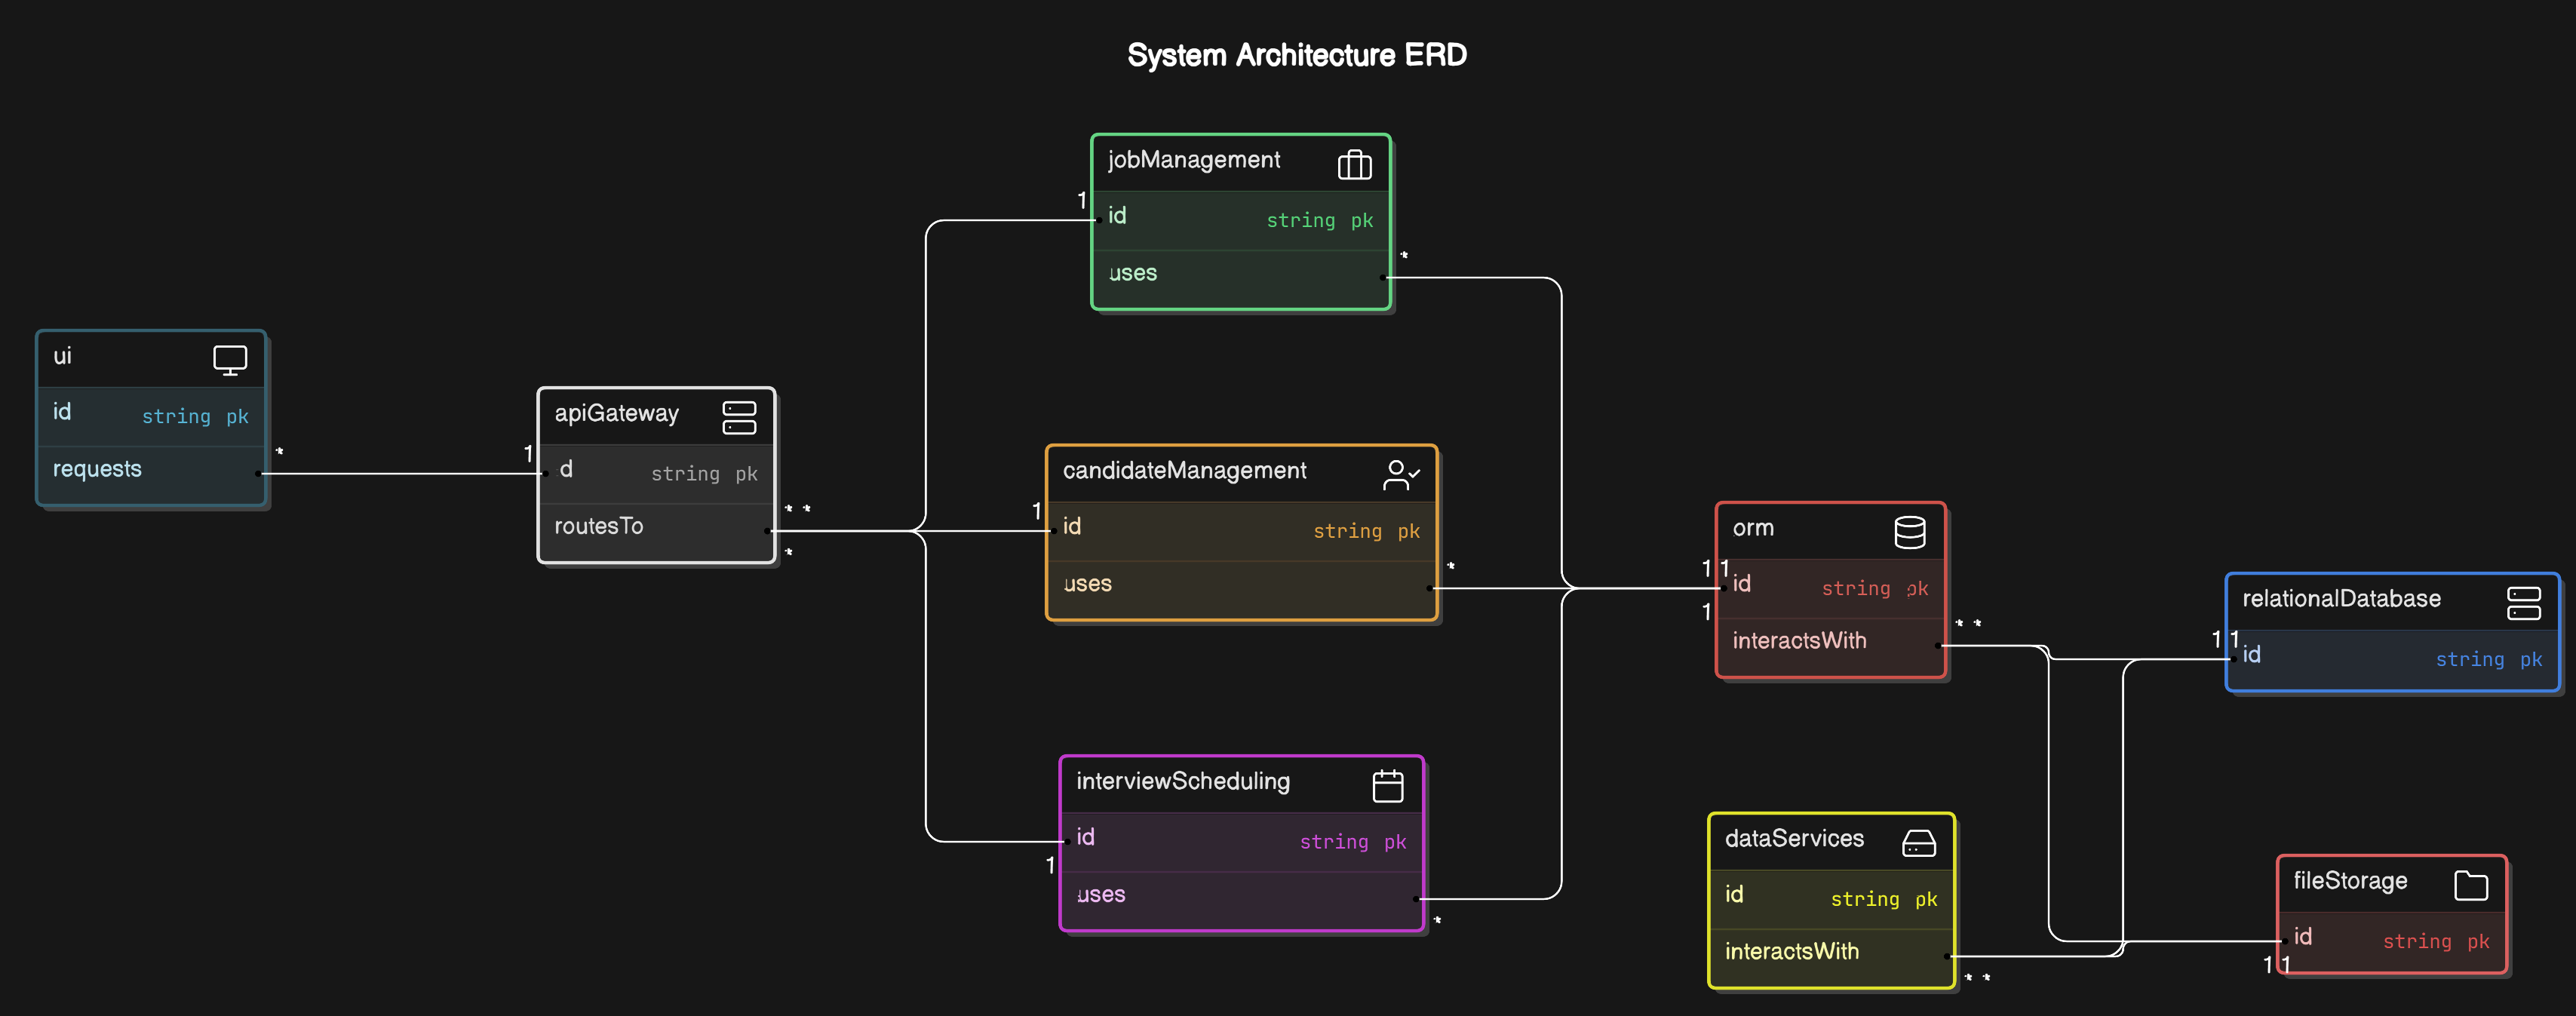 System Architecture ERD
jobManagement
1
id string pk
*
uses
ui
id string pk
*
requests
apiGateway
1
d string pk
* *
routesTo
*
candidateManagement
1
id string pk
*
uses
interviewScheduling
id string pk
1
uses
*
orm
1 1
id string pk
1
* *
interactsWith
relationalDatabase
1 1
id string pk
dataServices
id string pk
interactsWith
* *
fileStorage
id string pk
1 1